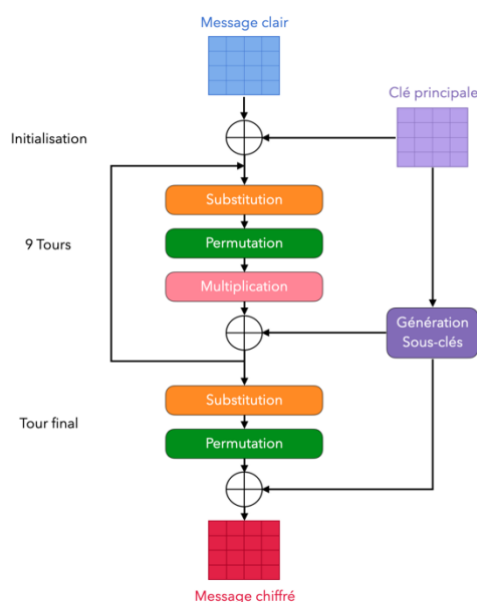 Message clair
Clé principale
Initialisation
Substitution
Permutation
9 Tours
Multiplication
Génération
Sous-clés
Substitution
Tour final
Permutation
Message chiffré